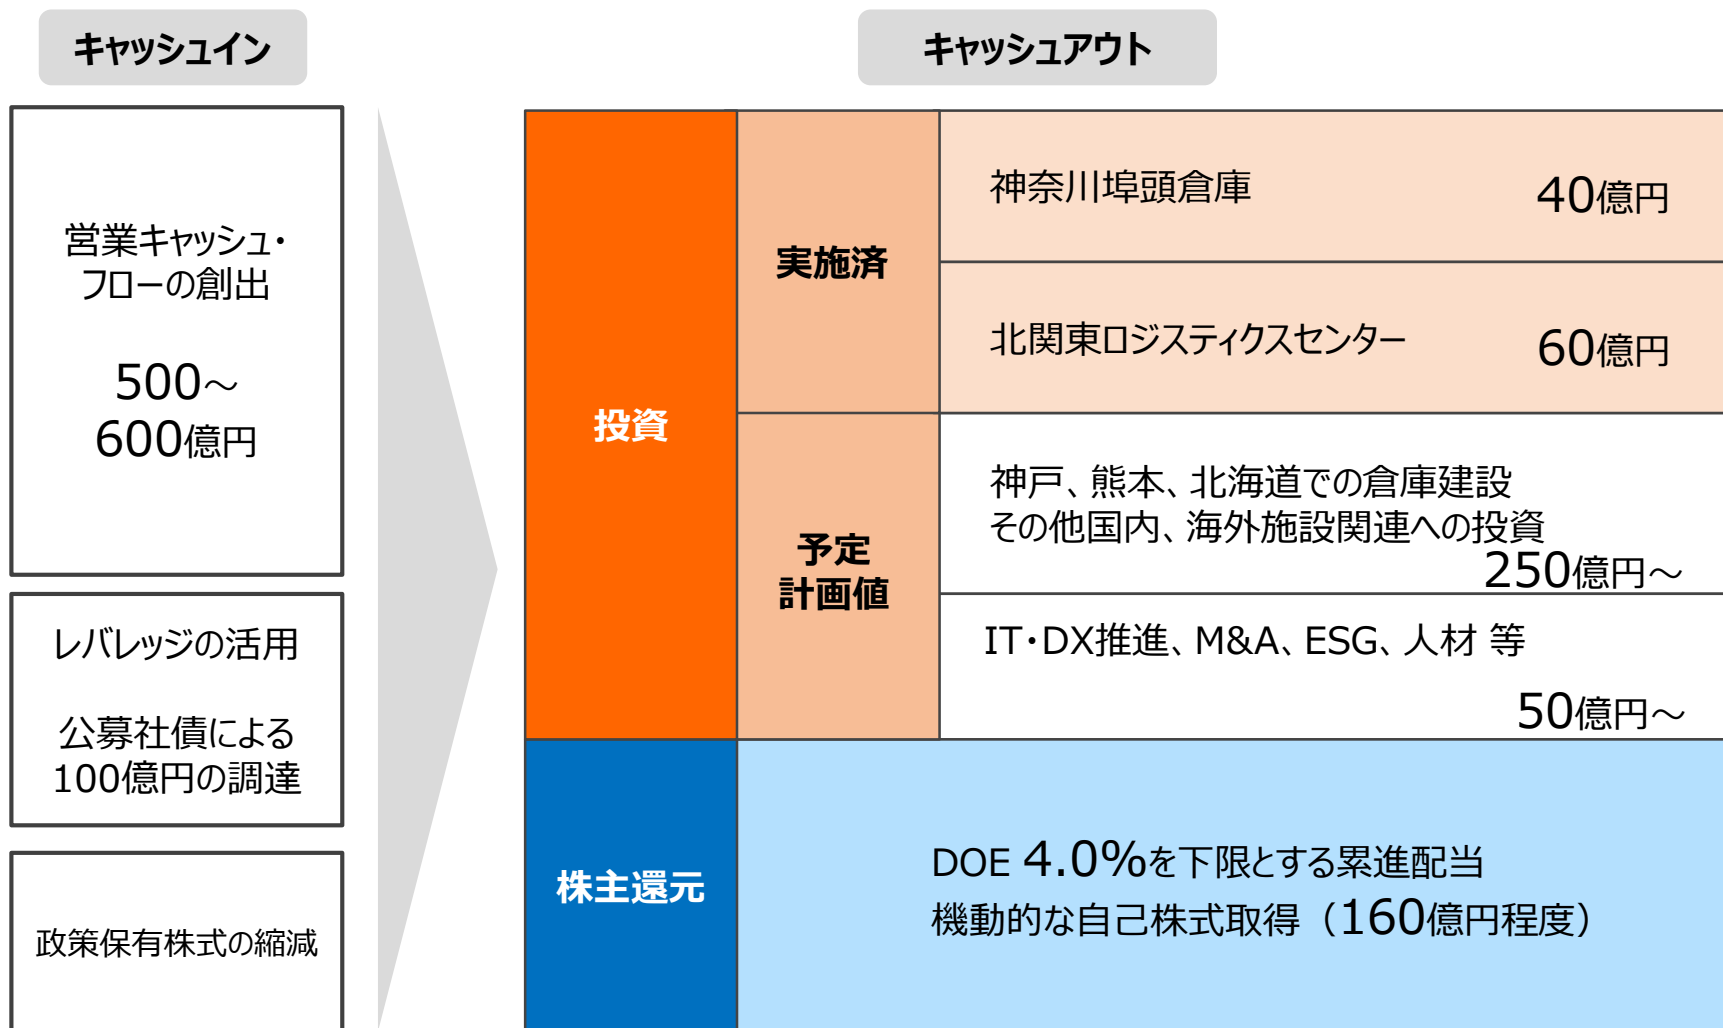 キャッシュイン
営業キャッシュ・
フローの創出
500～
600億円
レバレッジの活用
公募社債による
100億円の調達
政策保有株式の縮減
キャッシュアウト
投資
実施済
神奈川埠頭倉庫 40億円
北関東ロジスティクスセンター 60億円
予定
計画値
神戸、熊本、北海道での倉庫建設
その他国内、海外施設関連への投資
250億円～
IT・DX推進、M&A、ESG、人材 等
50億円～
株主還元
DOE 4.0%を下限とする累進配当
機動的な自己株式取得（160億円程度）